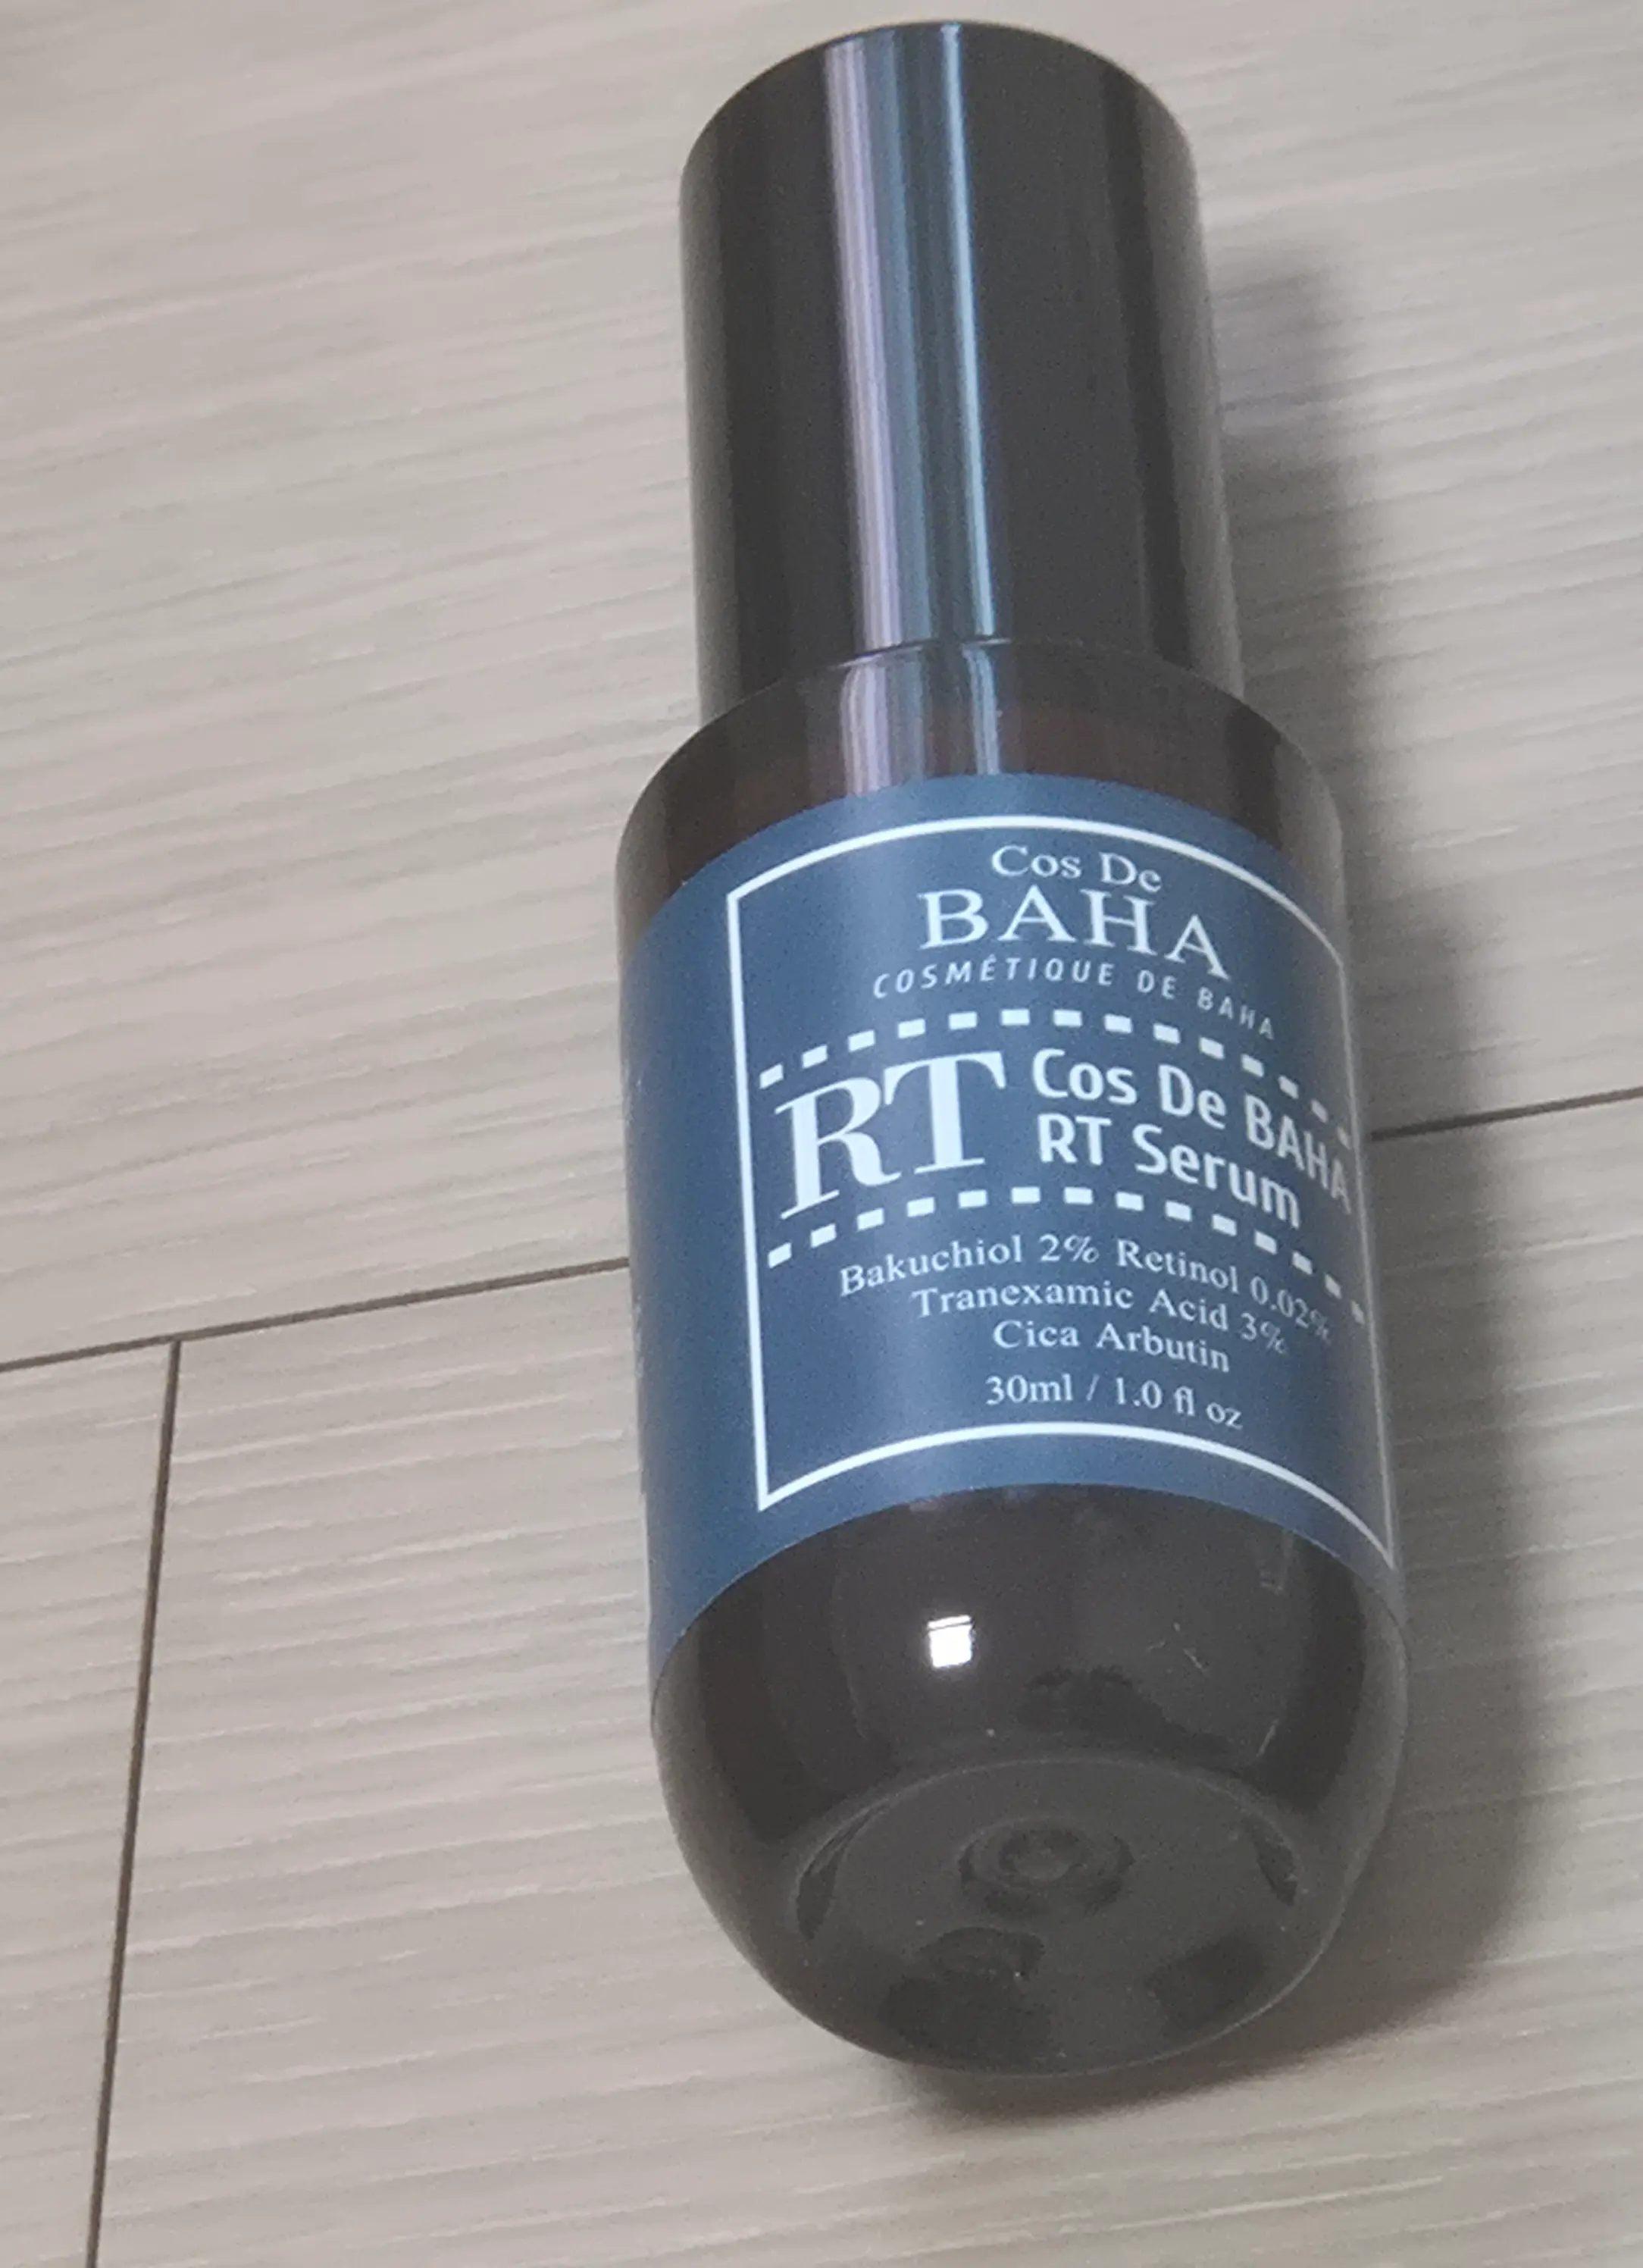 Cos De
BAHA
COSMÉTIQUE DE BAHA
RT
Cos De BAHA
RT Serum
Bakuchiol 2% Retinol 0.02%
Tranexamic Acid 3%
Cica Arbutin
30ml / 1.0 fl oz